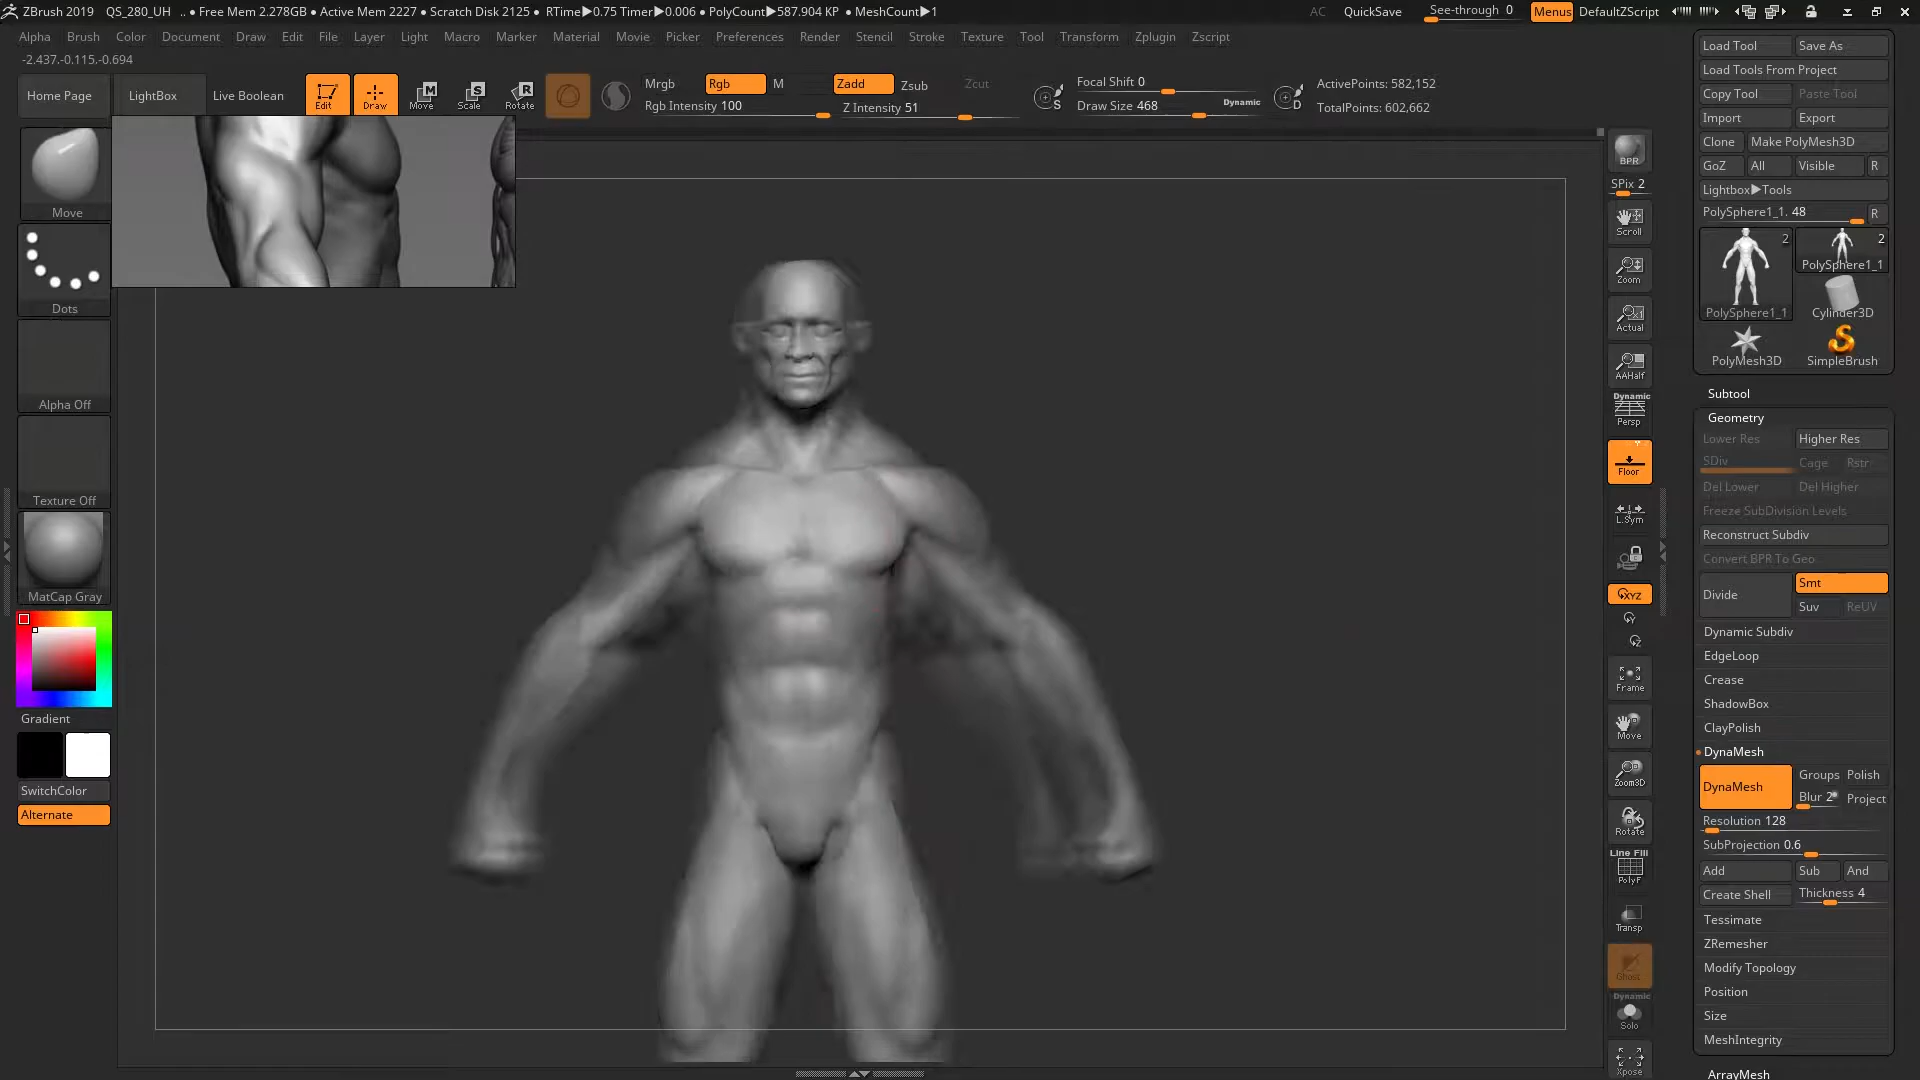 ZBrush 2019 QS_280_UH .. ● Free Mem 2.278GB ● Active Mem 2227 ● Scratch Disk 2125 ● RTime▶0.75 Timer▶0.006 ● PolyCount▶587.904 KP ● MeshCount▶1 AC QuickSave See-through 0 Menus DefaultZScript
Alpha Brush Color Document Draw Edit File Layer Light Macro Marker Material Movie Picker Preferences Render Stencil Stroke Texture Tool Transform Zplugin Zscript
-2.437,-0.115,-0.694
Home Page LightBox Live Boolean Edit Draw Move Scale Rotate
Mrgb Rgb M Zadd Zsub Zcut
Rgb Intensity 100 Z Intensity 51
Focal Shift 0
Draw Size 468 Dynamic
S D
ActivePoints: 582,152
TotalPoints: 602,662
Move
Dots
Alpha Off
Texture Off
MatCap Gray
Gradient
SwitchColor
Alternate
BPR
SPix 2
Scroll
Zoom
Actual
AAHalf
Dynamic
Persp
Floor
L.Sym
XYZ
Y
Z
Frame
Move
Zoom3D
Rotate
Line Fill
PolyF
Transp
Ghost
Dynamic
Solo
Xpose
Load Tool Save As
Load Tools From Project
Copy Tool Paste Tool
Import Export
Clone Make PolyMesh3D
GoZ All Visible R
Lightbox▶Tools
PolySphere1_1. 48 R
2 2
PolySphere1_1
PolySphere1_1 Cylinder3D
PolyMesh3D SimpleBrush
Subtool
Geometry
Lower Res Higher Res
SDiv Cage Rstr
Del Lower Del Higher
Freeze SubDivision Levels
Reconstruct Subdiv
Convert BPR To Geo
Divide Smt
Suv ReUV
Dynamic Subdiv
EdgeLoop
Crease
ShadowBox
ClayPolish
DynaMesh
DynaMesh Groups Polish
Blur 2 Project
Resolution 128
SubProjection 0.6
Add Sub And
Create Shell Thickness 4
Tessimate
ZRemesher
Modify Topology
Position
Size
MeshIntegrity
ArrayMesh